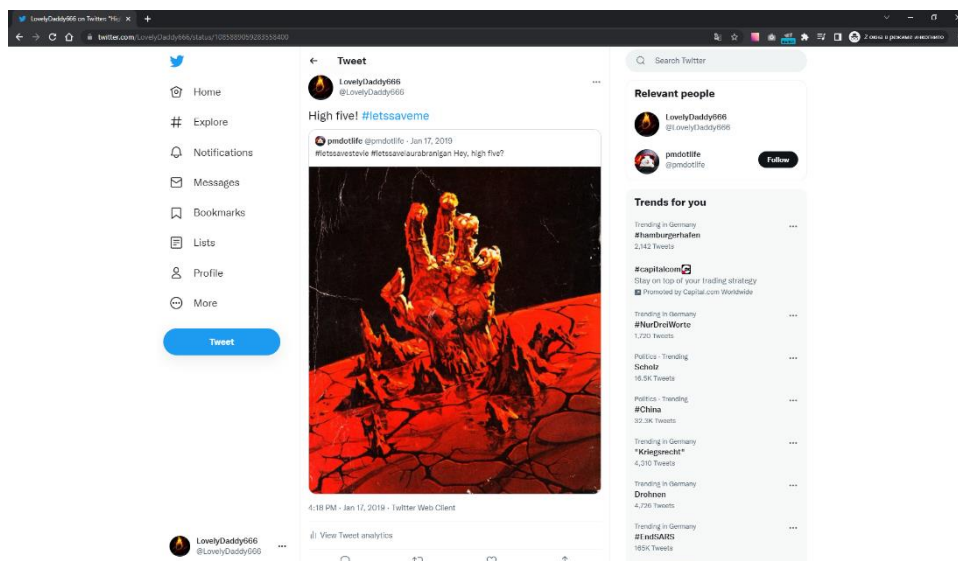 LovelyDaddy666 on Twitter: "Hig
twitter.com/LovelyDaddy666/status/1085889059283558400
2 окна в режиме инкогнито
Home
Explore
Notifications
Messages
Bookmarks
Lists
Profile
More
Tweet
LovelyDaddy666
@LovelyDaddy666
Tweet
LovelyDaddy666
@LovelyDaddy666
High five! #letssaveme
pmdotlife @pmdotlife · Jan 17, 2019
#letssavestevie #letssavelaurabranigan Hey, high five?
4:18 PM · Jan 17, 2019 · Twitter Web Client
View Tweet analytics
Search Twitter
Relevant people
LovelyDaddy666
@LovelyDaddy666
pmdotlife
@pmdotlife
Follow
Trends for you
Trending in Germany
#hamburgerhafen
2,142 Tweets
#capitalcom
Stay on top of your trading strategy
Promoted by Capital.com Worldwide
Trending in Germany
#NurDreiWorte
1,720 Tweets
Politics · Trending
Scholz
16.5K Tweets
Politics · Trending
#China
92.3K Tweets
Trending in Germany
"Kriegsrecht"
4,310 Tweets
Trending in Germany
Drohnen
4,726 Tweets
Trending in Germany
#EndSARS
165K Tweets